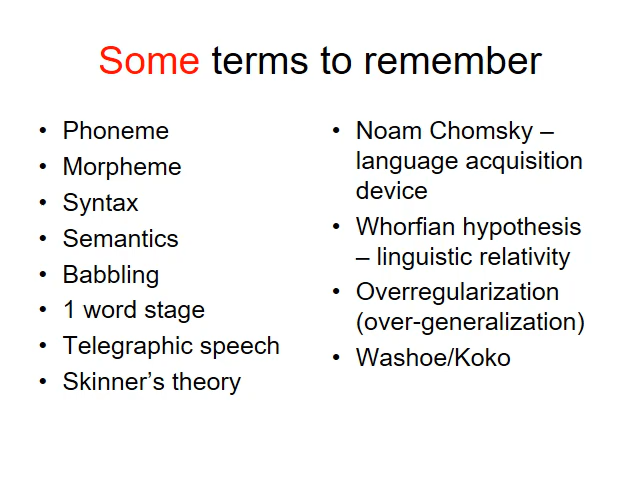 Some terms to remember
• Phoneme
• Morpheme
• Syntax
• Semantics
• Babbling
• 1 word stage
• Telegraphic speech
• Skinner’s theory
• Noam Chomsky –
language acquisition
device
• Whorfian hypothesis
– linguistic relativity
• Overregularization
(over-generalization)
• Washoe/Koko